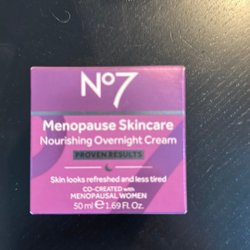 No7
Menopause Skincare
Nourishing Overnight Cream
PROVEN RESULTS
Skin looks refreshed and less tired
CO-CREATED with
MENOPAUSAL WOMEN
50 ml ℮ 1.69 Fl. Oz.